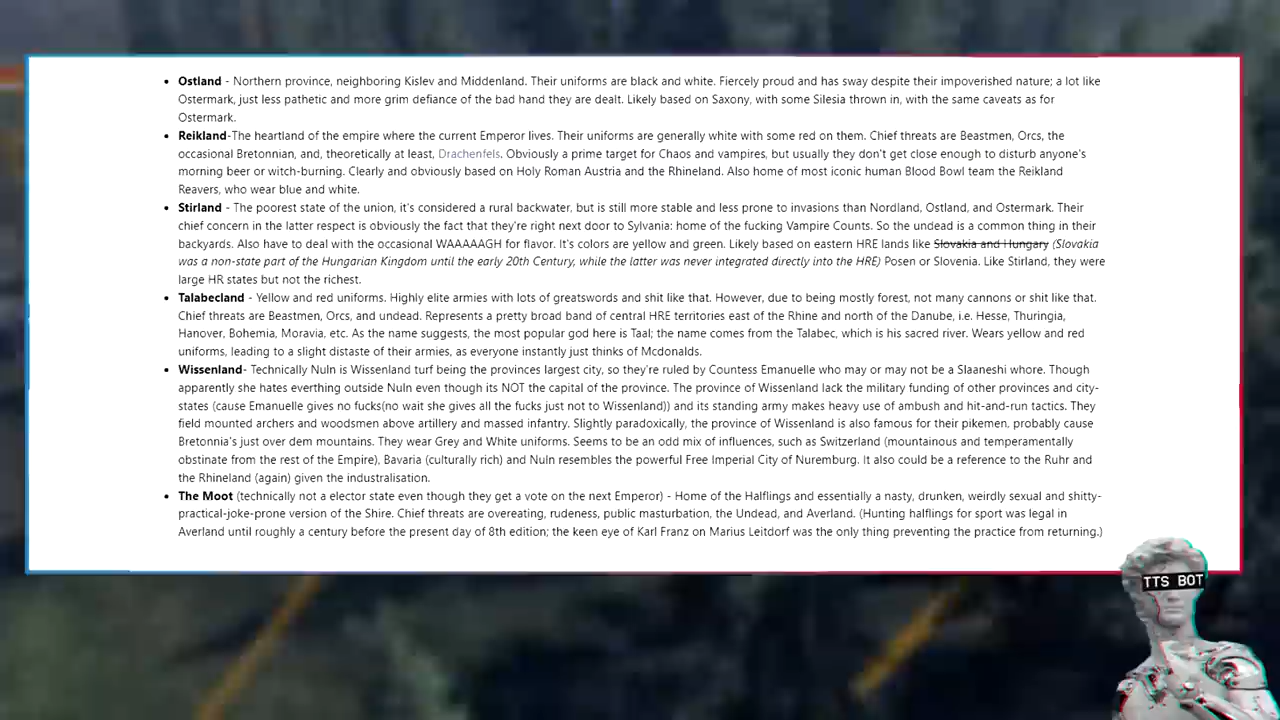 • Ostland - Northern province, neighboring Kislev and Middenland. Their uniforms are black and white. Fiercely proud and has sway despite their impoverished nature; a lot like
Ostermark, just less pathetic and more grim defiance of the bad hand they are dealt. Likely based on Saxony, with some Silesia thrown in, with the same caveats as for
Ostermark.
• Reikland-The heartland of the empire where the current Emperor lives. Their uniforms are generally white with some red on them. Chief threats are Beastmen, Orcs, the
occasional Bretonnian, and, theoretically at least, Drachenfels. Obviously a prime target for Chaos and vampires, but usually they don't get close enough to disturb anyone's
morning beer or witch-burning. Clearly and obviously based on Holy Roman Austria and the Rhineland. Also home of most iconic human Blood Bowl team the Reikland
Reavers, who wear blue and white.
• Stirland - The poorest state of the union, it's considered a rural backwater, but is still more stable and less prone to invasions than Nordland, Ostland, and Ostermark. Their
chief concern in the latter respect is obviously the fact that they're right next door to Sylvania: home of the fucking Vampire Counts. So the undead is a common thing in their
backyards. Also have to deal with the occasional WAAAAAGH for flavor. It's colors are yellow and green. Likely based on eastern HRE lands like Slovakia and Hungary (Slovakia
was a non-state part of the Hungarian Kingdom until the early 20th Century, while the latter was never integrated directly into the HRE) Posen or Slovenia. Like Stirland, they were
large HR states but not the richest.
• Talabecland - Yellow and red uniforms. Highly elite armies with lots of greatswords and shit like that. However, due to being mostly forest, not many cannons or shit like that.
Chief threats are Beastmen, Orcs, and undead. Represents a pretty broad band of central HRE territories east of the Rhine and north of the Danube, i.e. Hesse, Thuringia,
Hanover, Bohemia, Moravia, etc. As the name suggests, the most popular god here is Taal; the name comes from the Talabec, which is his sacred river. Wears yellow and red
uniforms, leading to a slight distaste of their armies, as everyone instantly just thinks of Mcdonalds.
• Wissenland- Technically Nuln is Wissenland turf being the provinces largest city, so they're ruled by Countess Emanuelle who may or may not be a Slaaneshi whore. Though
apparently she hates everthing outside Nuln even though its NOT the capital of the province. The province of Wissenland lack the military funding of other provinces and city-
states (cause Emanuelle gives no fucks(no wait she gives all the fucks just not to Wissenland)) and its standing army makes heavy use of ambush and hit-and-run tactics. They
field mounted archers and woodsmen above artillery and massed infantry. Slightly paradoxically, the province of Wissenland is also famous for their pikemen, probably cause
Bretonnia's just over dem mountains. They wear Grey and White uniforms. Seems to be an odd mix of influences, such as Switzerland (mountainous and temperamentally
obstinate from the rest of the Empire), Bavaria (culturally rich) and Nuln resembles the powerful Free Imperial City of Nuremburg. It also could be a reference to the Ruhr and
the Rhineland (again) given the industralisation.
• The Moot (technically not a elector state even though they get a vote on the next Emperor) - Home of the Halflings and essentially a nasty, drunken, weirdly sexual and shitty-
practical-joke-prone version of the Shire. Chief threats are overeating, rudeness, public masturbation, the Undead, and Averland. (Hunting halflings for sport was legal in
Averland until roughly a century before the present day of 8th edition; the keen eye of Karl Franz on Marius Leitdorf was the only thing preventing the practice from returning.)
TTS BOT